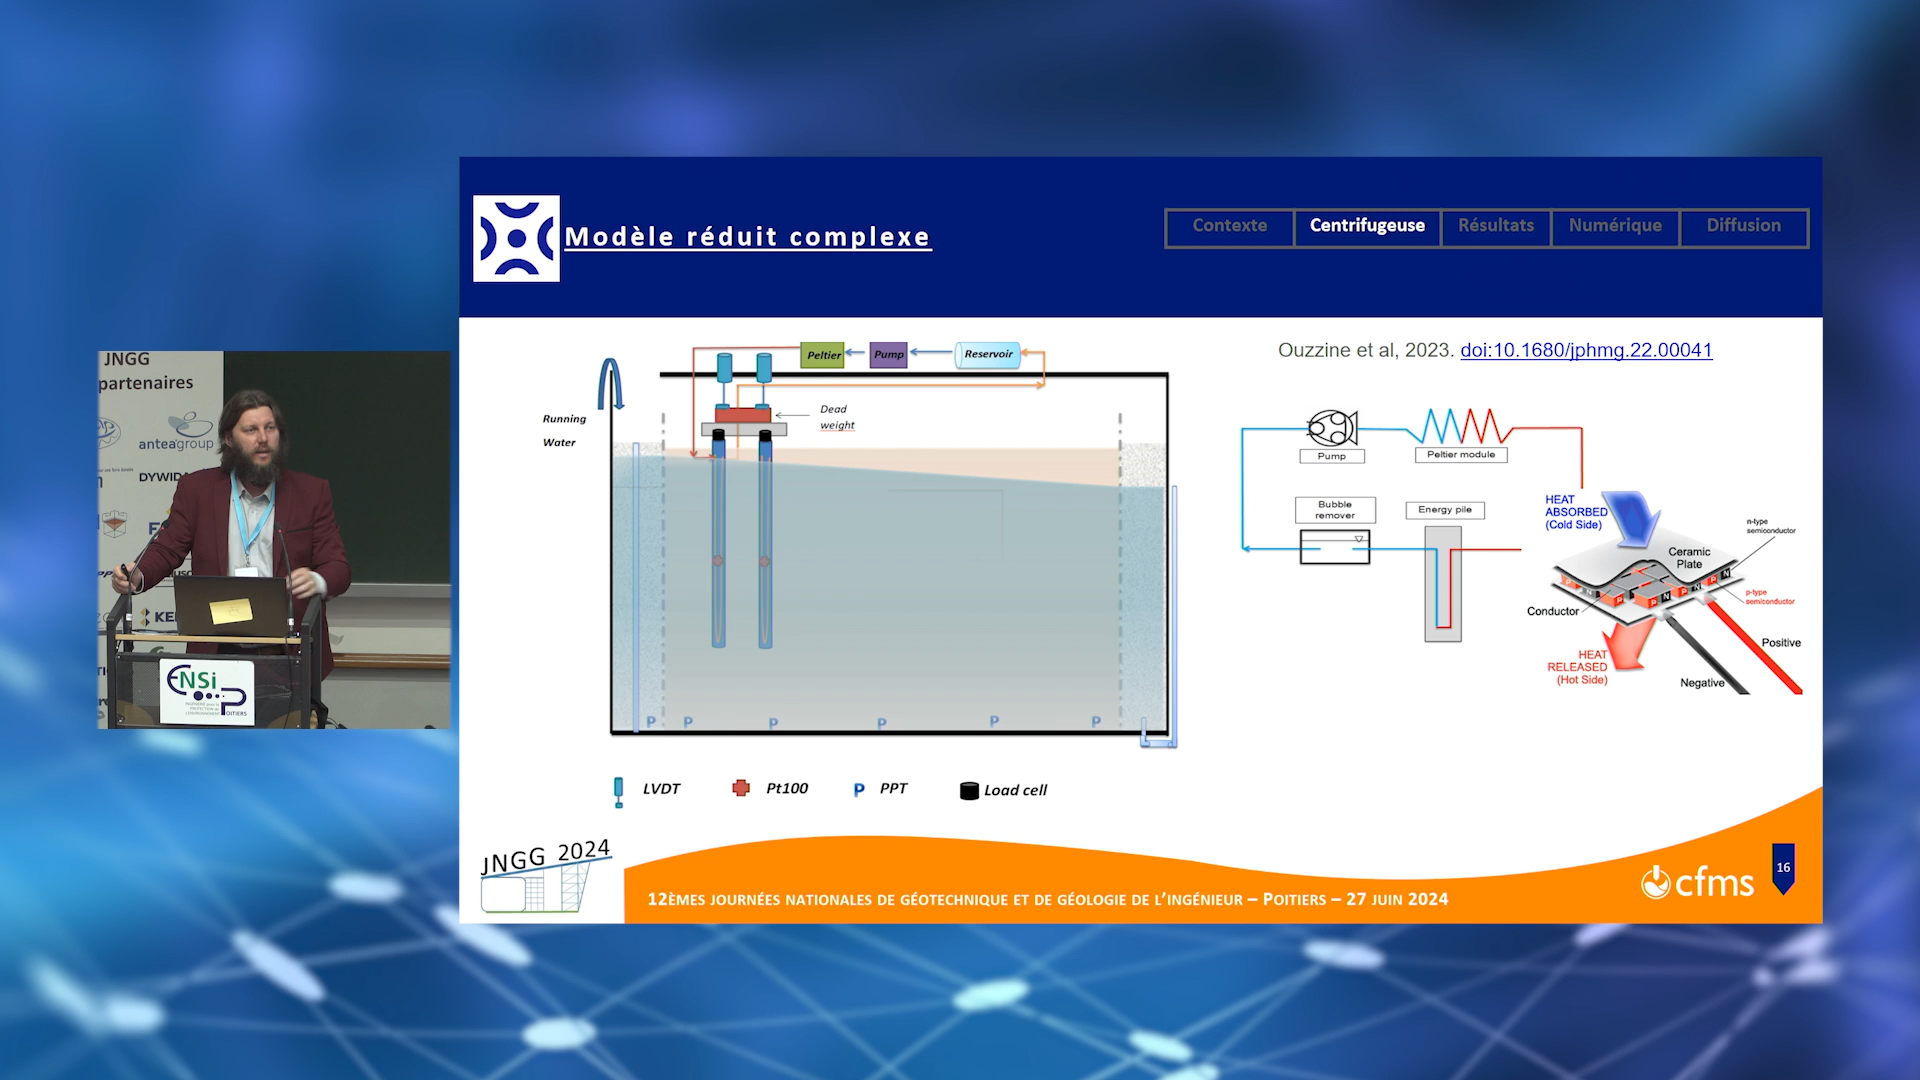 Modèle réduit complexe
Contexte
Centrifugeuse
Résultats
Numérique
Diffusion
Ouzzine et al, 2023. doi:10.1680/jphmg.22.00041
Peltier
Pump
Reservoir
Running
Water
Dead
weight
P P P P P P
LVDT
Pt100
P PPT
Load cell
Pump
Peltier module
Bubble
remover
Energy pile
HEAT
ABSORBED
(Cold Side)
n-type
semiconductor
Ceramic
Plate
p-type
semiconductor
Conductor
Positive
HEAT
RELEASED
(Hot Side)
Negative
JNGG 2024
12ÈMES JOURNÉES NATIONALES DE GÉOTECHNIQUE ET DE GÉOLOGIE DE L'INGÉNIEUR – POITIERS – 27 JUIN 2024
cfms
16
JNGG
partenaires
anteagroup
DYWID
KE
ENSi
POITIERS